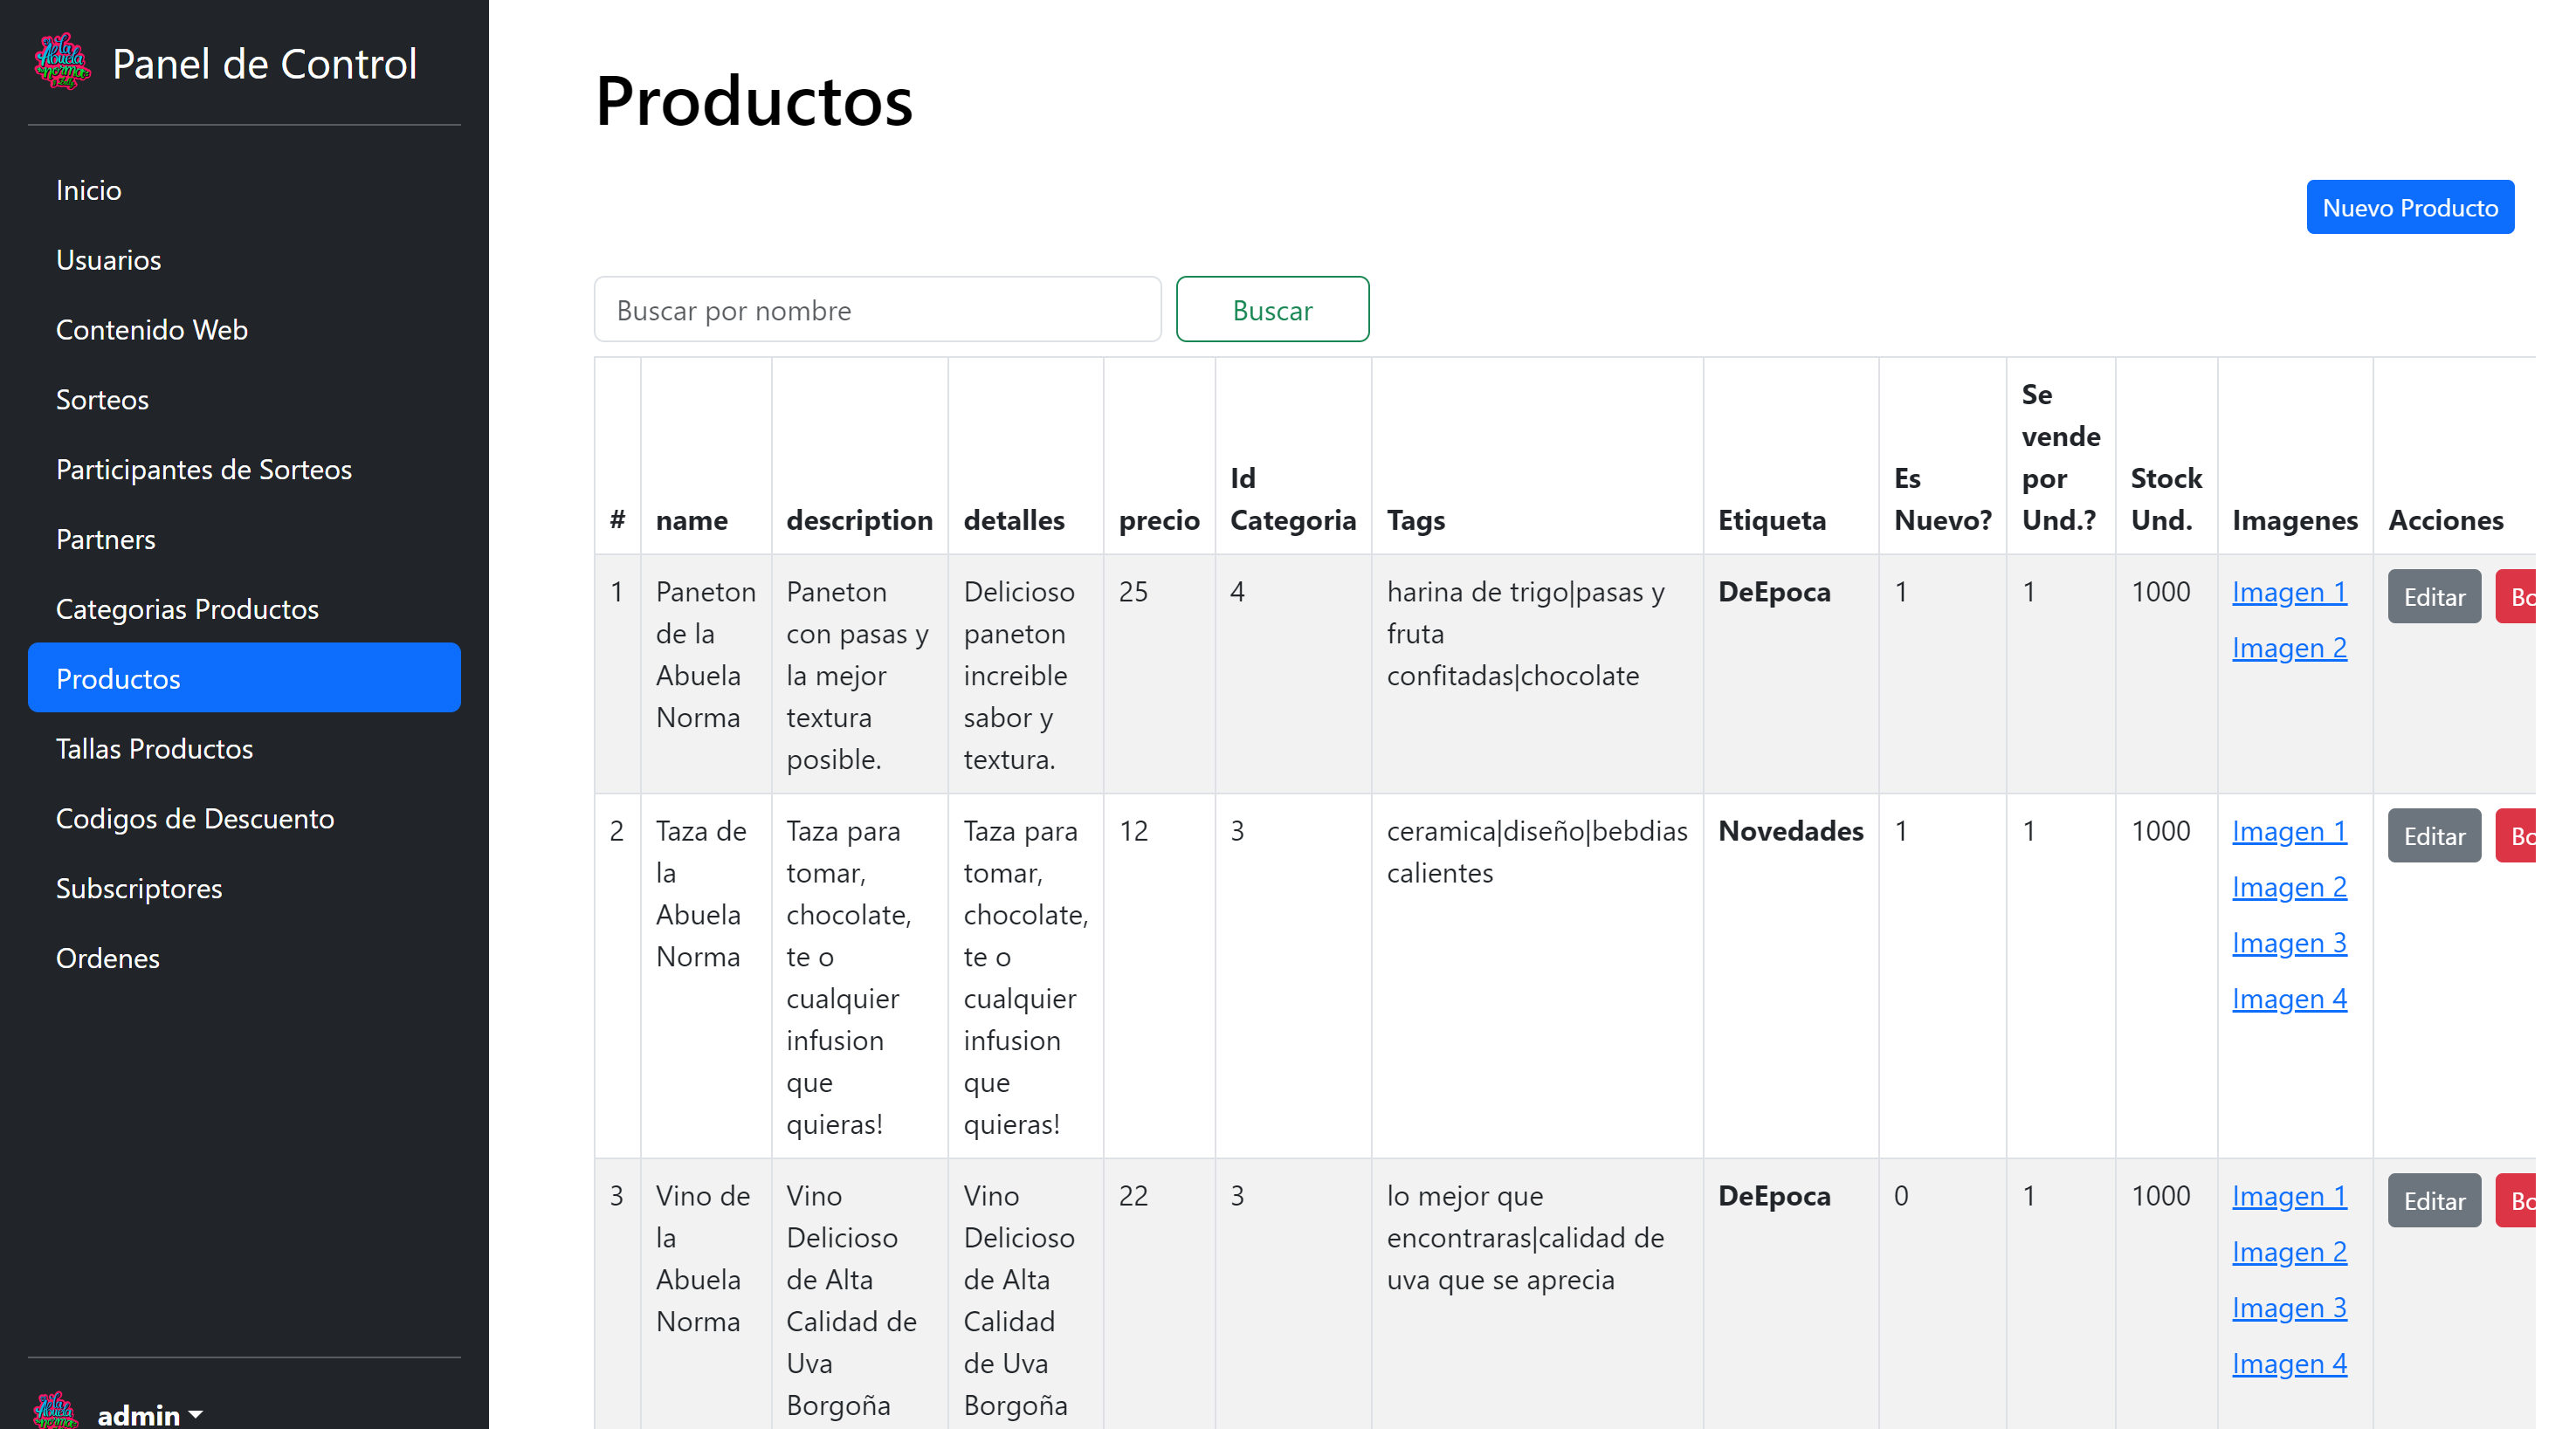 De la Abuela Norma
Panel de Control
Inicio
Usuarios
Contenido Web
Sorteos
Participantes de Sorteos
Partners
Categorias Productos
Productos
Tallas Productos
Codigos de Descuento
Subscriptores
Ordenes
admin
Productos
Nuevo Producto
Buscar por nombre
Buscar
#
name
description
detalles
precio
Id
Categoria
Tags
Etiqueta
Es
Nuevo?
Se
vende
por
Und.?
Stock
Und.
Imagenes
Acciones
1
Paneton
de la
Abuela
Norma
Paneton
con pasas y
la mejor
textura
posible.
Delicioso
paneton
increible
sabor y
textura.
25
4
harina de trigo|pasas y
fruta
confitadas|chocolate
DeEpoca
1
1
1000
Imagen 1
Imagen 2
Editar
Bo
2
Taza de
la
Abuela
Norma
Taza para
tomar,
chocolate,
te o
cualquier
infusion
que
quieras!
Taza para
tomar,
chocolate,
te o
cualquier
infusion
que
quieras!
12
3
ceramica|diseño|bebdias
calientes
Novedades
1
1
1000
Imagen 1
Imagen 2
Imagen 3
Imagen 4
Editar
Bo
3
Vino de
la
Abuela
Norma
Vino
Delicioso
de Alta
Calidad de
Uva
Borgoña
Vino
Delicioso
de Alta
Calidad
de Uva
Borgoña
22
3
lo mejor que
encontraras|calidad de
uva que se aprecia
DeEpoca
0
1
1000
Imagen 1
Imagen 2
Imagen 3
Imagen 4
Editar
Bo